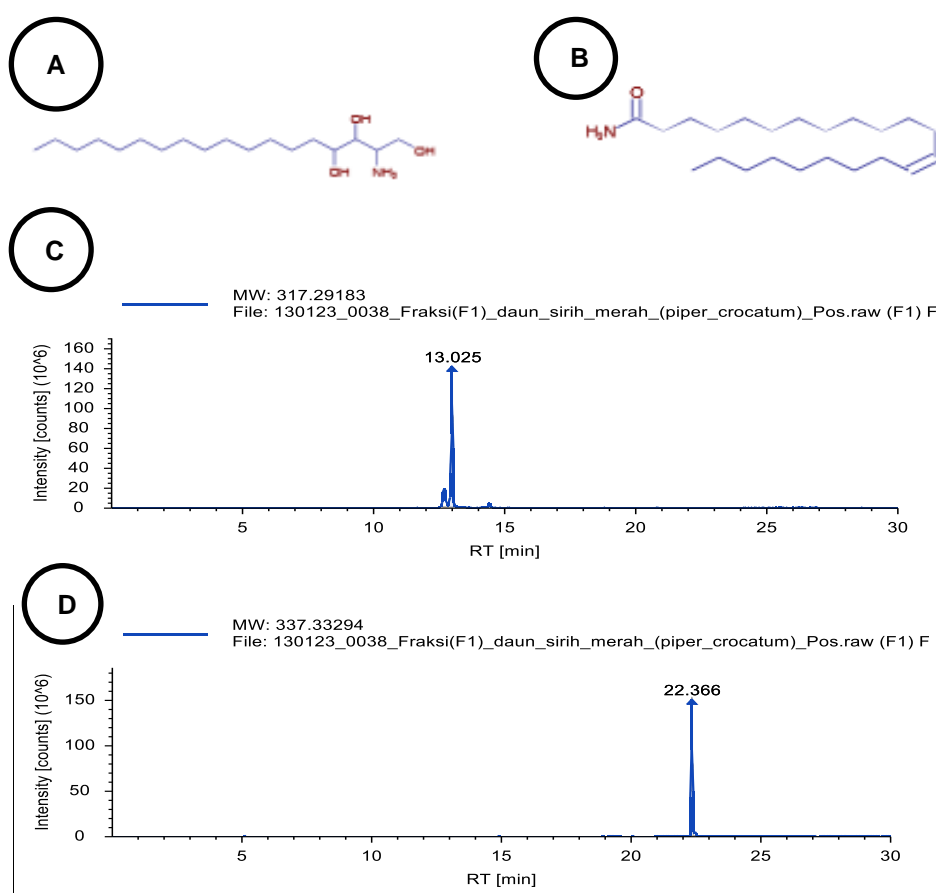 A
B
OH
OH
OH
NH₂
O
H₂N
C
MW: 317.29183
File: 130123_0038_Fraksi(F1)_daun_sirih_merah_(piper_crocatum)_Pos.raw (F1) F
Intensity [counts] (10^6)
160
140
120
100
80
60
40
20
0
13.025
5
10
15
20
25
30
RT [min]
D
MW: 337.33294
File: 130123_0038_Fraksi(F1)_daun_sirih_merah_(piper_crocatum)_Pos.raw (F1) F
Intensity [counts] (10^6)
150
100
50
0
22.366
5
10
15
20
25
30
RT [min]